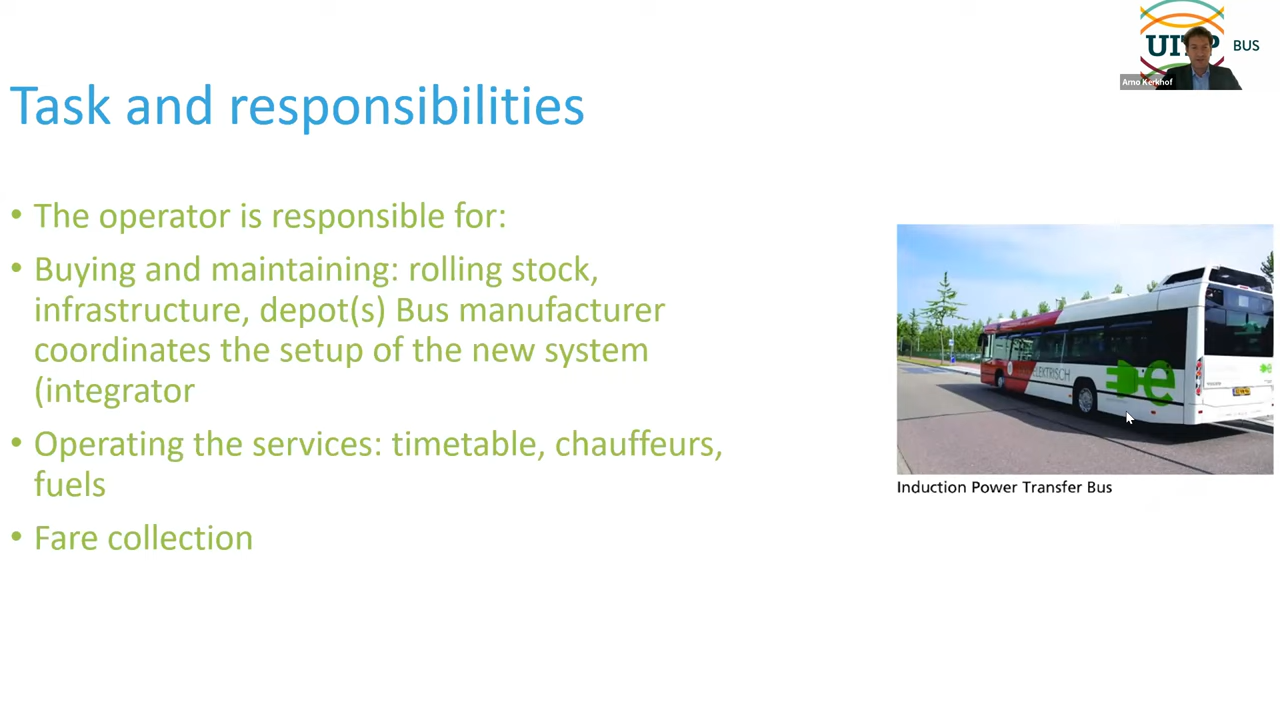 UITP BUS
Arno Kerkhof
Task and responsibilities
• The operator is responsible for:
• Buying and maintaining: rolling stock,
infrastructure, depot(s) Bus manufacturer
coordinates the setup of the new system
(integrator
• Operating the services: timetable, chauffeurs,
fuels
• Fare collection
ELEKTRISCH
e
Induction Power Transfer Bus